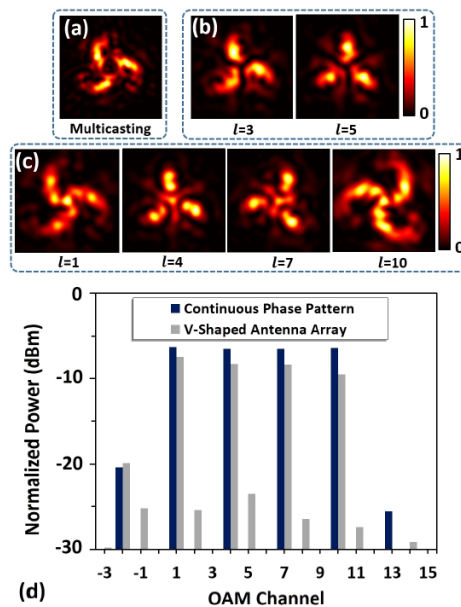 (a)
Multicasting
(b)
l=3
l=5
1
0
(c)
l=1
l=4
l=7
l=10
1
0
0
-10
-20
-30
Normalized Power (dBm)
Continuous Phase Pattern
V-Shaped Antenna Array
-3 -1 1 3 5 7 9 11 13 15
OAM Channel
(d)